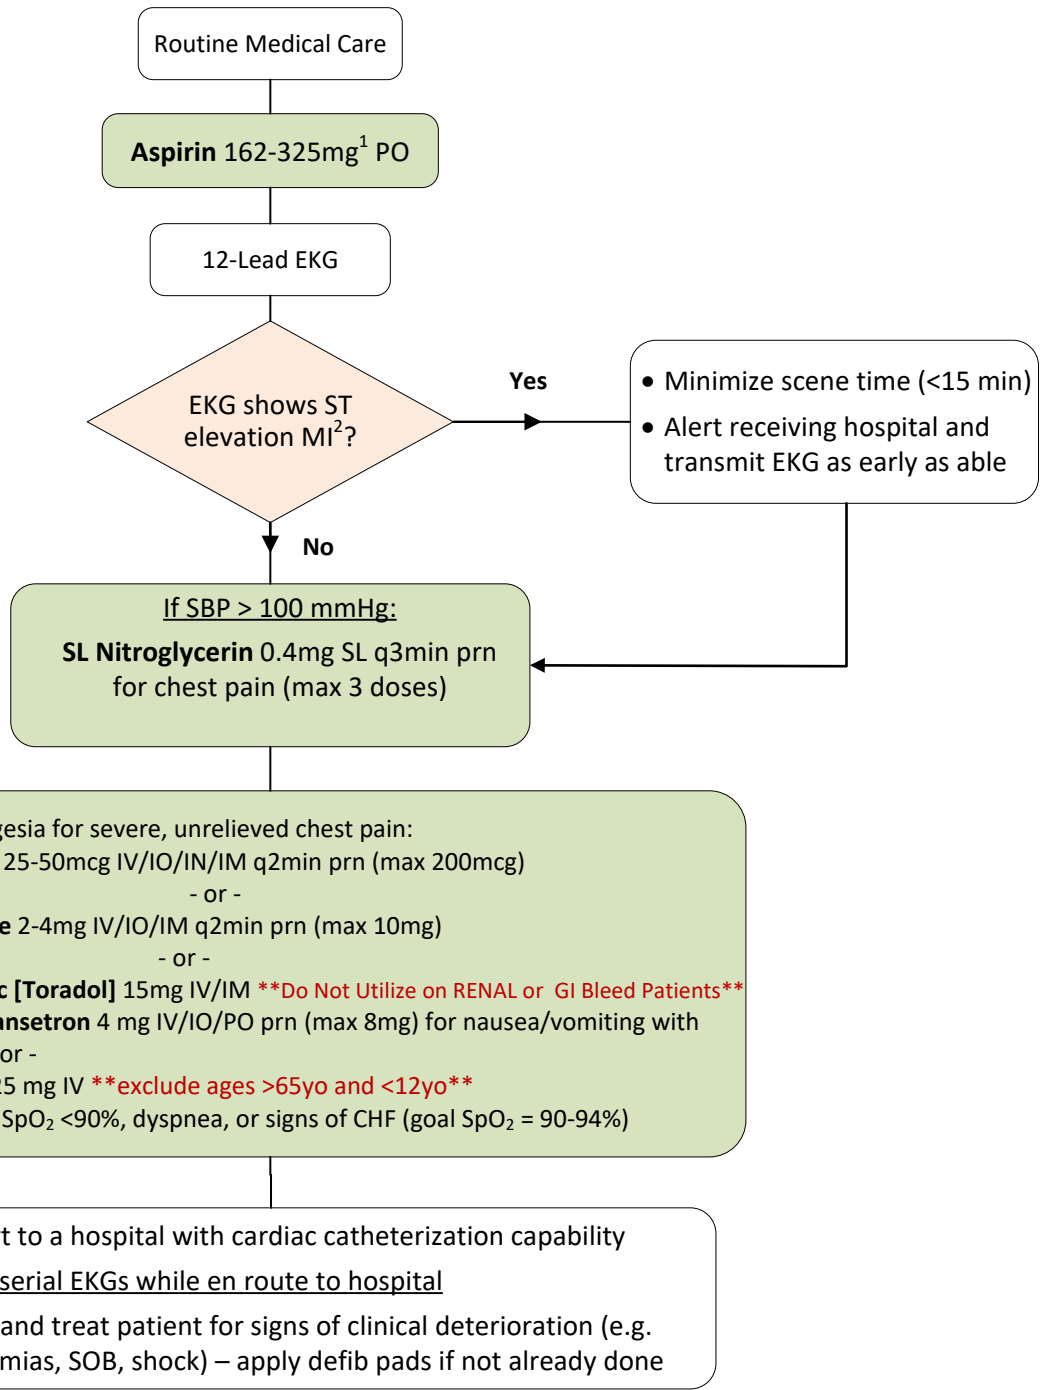 Routine Medical Care
Aspirin 162-325mg¹ PO
12-Lead EKG
EKG shows ST
elevation MI²?
Yes
• Minimize scene time (<15 min)
• Alert receiving hospital and
transmit EKG as early as able
No
If SBP > 100 mmHg:
SL Nitroglycerin 0.4mg SL q3min prn
for chest pain (max 3 doses)
gesia for severe, unrelieved chest pain:
25-50mcg IV/IO/IN/IM q2min prn (max 200mcg)
- or -
e 2-4mg IV/IO/IM q2min prn (max 10mg)
- or -
c [Toradol] 15mg IV/IM **Do Not Utilize on RENAL or GI Bleed Patients**
ansetron 4 mg IV/IO/PO prn (max 8mg) for nausea/vomiting with
or -
25 mg IV **exclude ages >65yo and <12yo**
SpO₂ <90%, dyspnea, or signs of CHF (goal SpO₂ = 90-94%)
rt to a hospital with cardiac catheterization capability
serial EKGs while en route to hospital
and treat patient for signs of clinical deterioration (e.g.
mias, SOB, shock) – apply defib pads if not already done